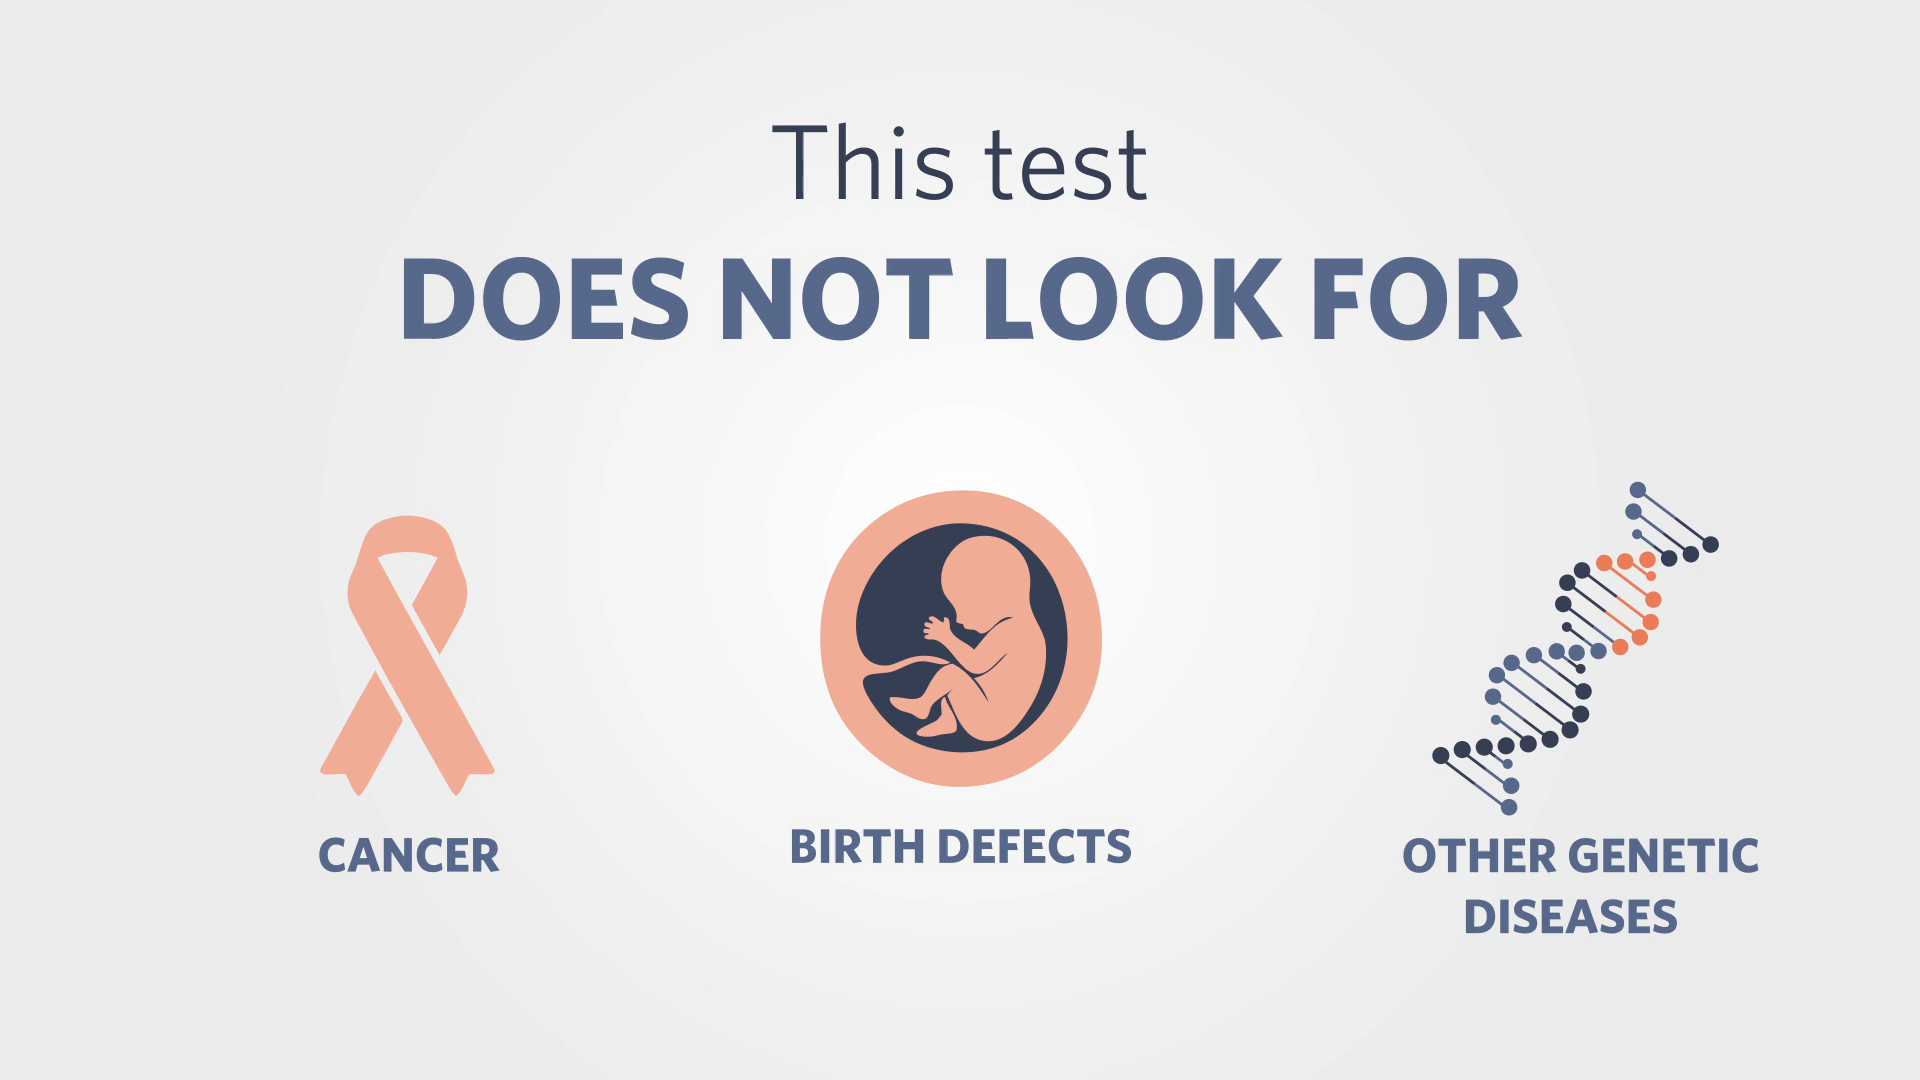 This test
DOES NOT LOOK FOR
CANCER
BIRTH DEFECTS
OTHER GENETIC
DISEASES